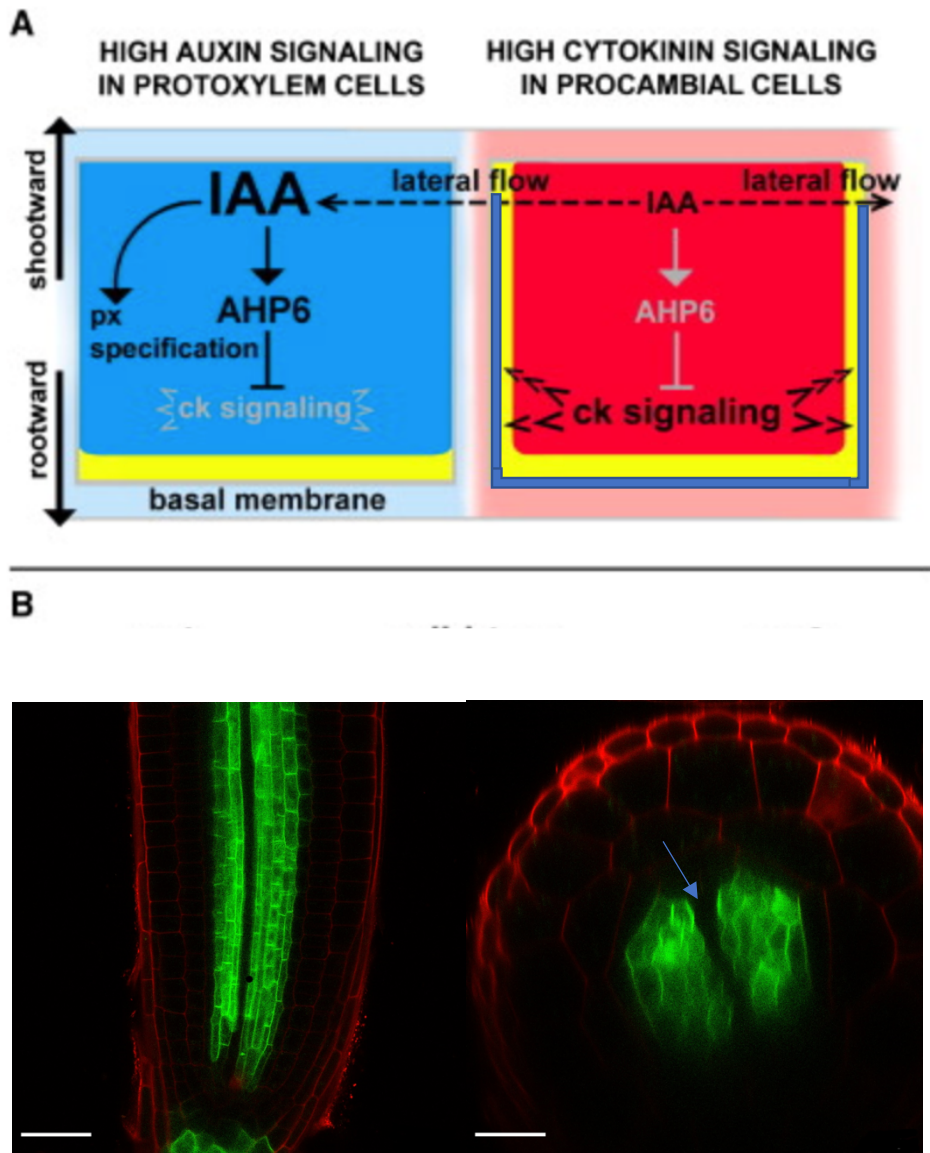 A
HIGH AUXIN SIGNALING
IN PROTOXYLEM CELLS
HIGH CYTOKININ SIGNALING
IN PROCAMBIAL CELLS
shootward
rootward
IAA
px
specification
AHP6
ck signaling
basal membrane
lateral flow
IAA
lateral flow
AHP6
ck signaling
B